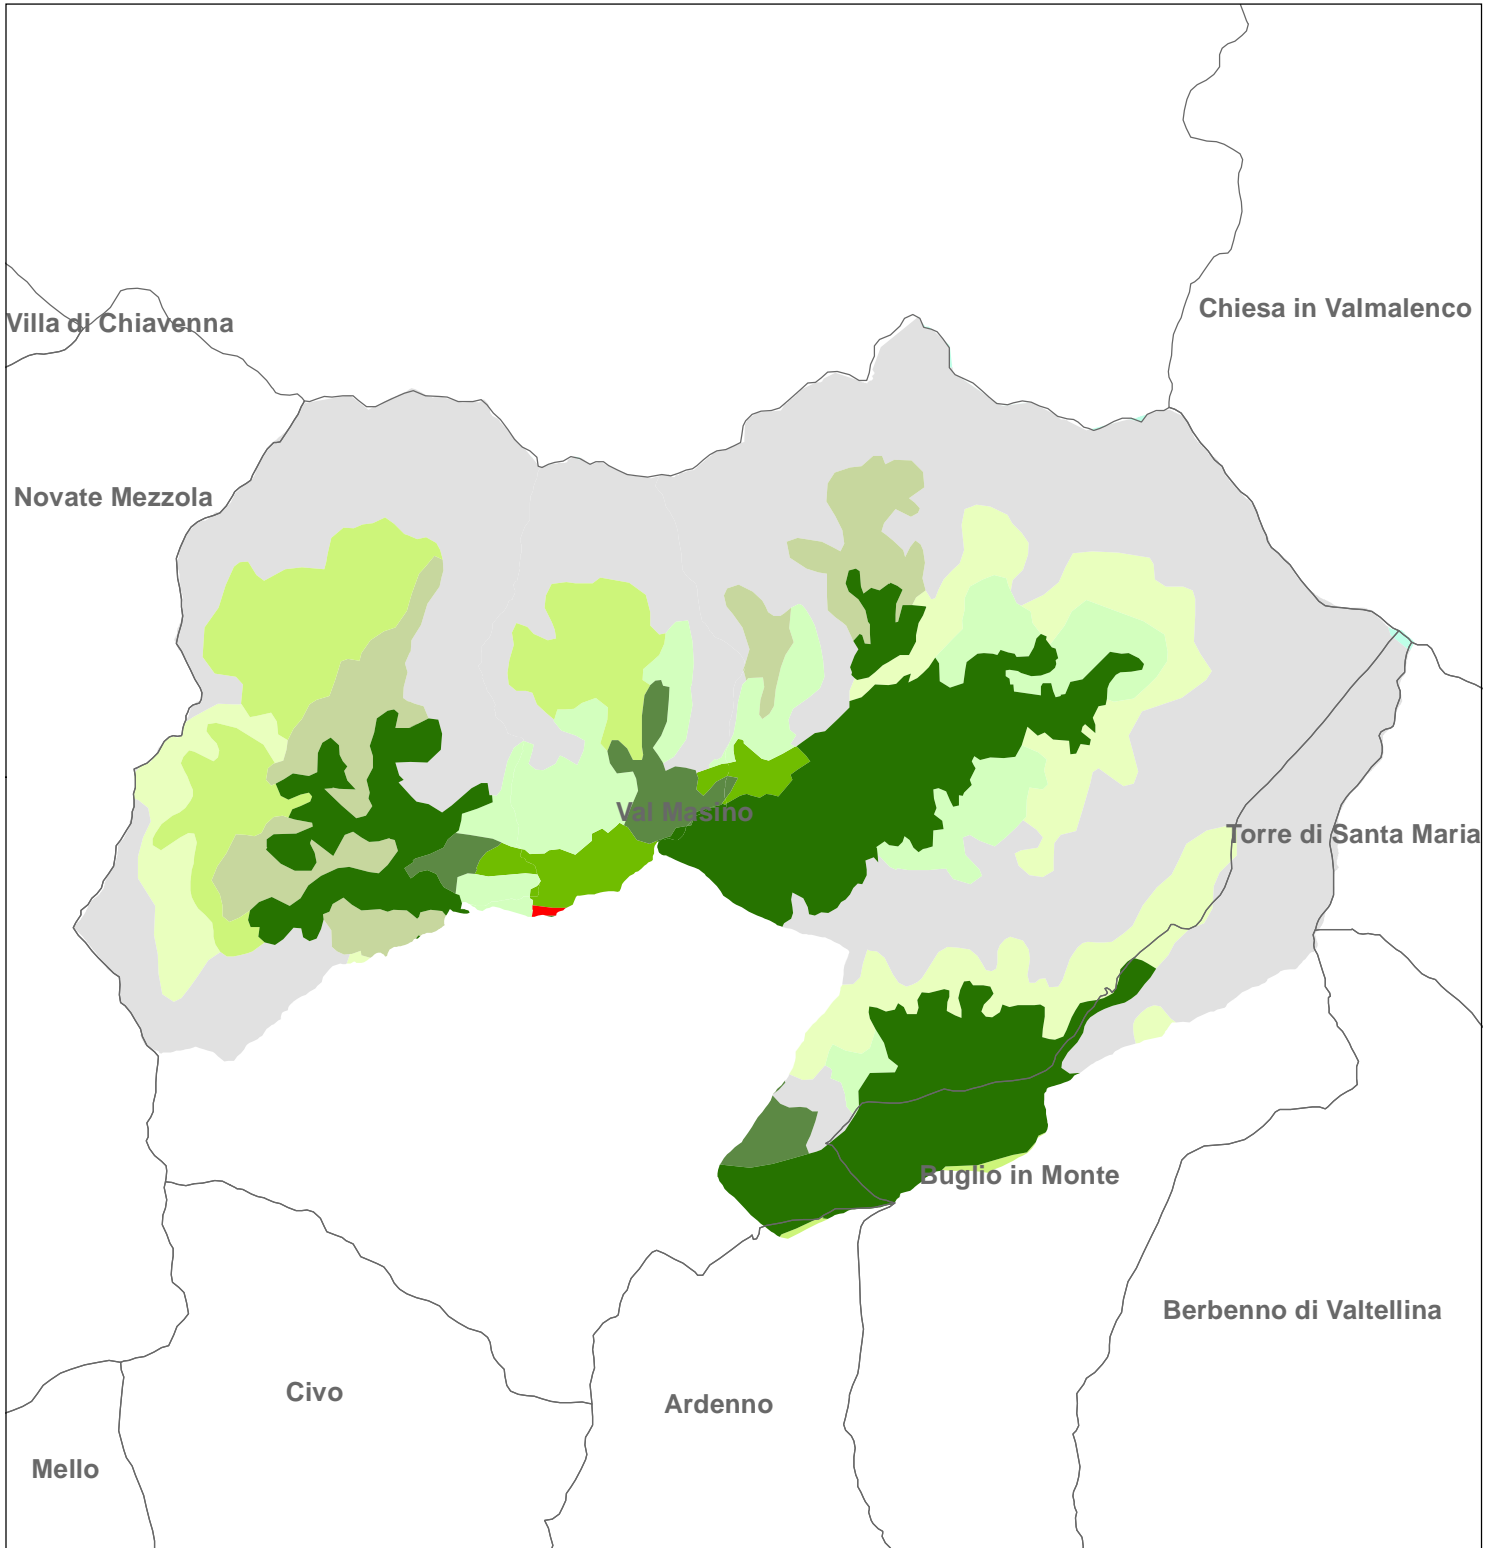 Chiesa in Valmalenco
Villa di Chiavenna
Novate Mezzola
Val Masino
Torre di Santa Maria
Buglio in Monte
Berbenno di Valtellina
Civo
Ardenno
Mello